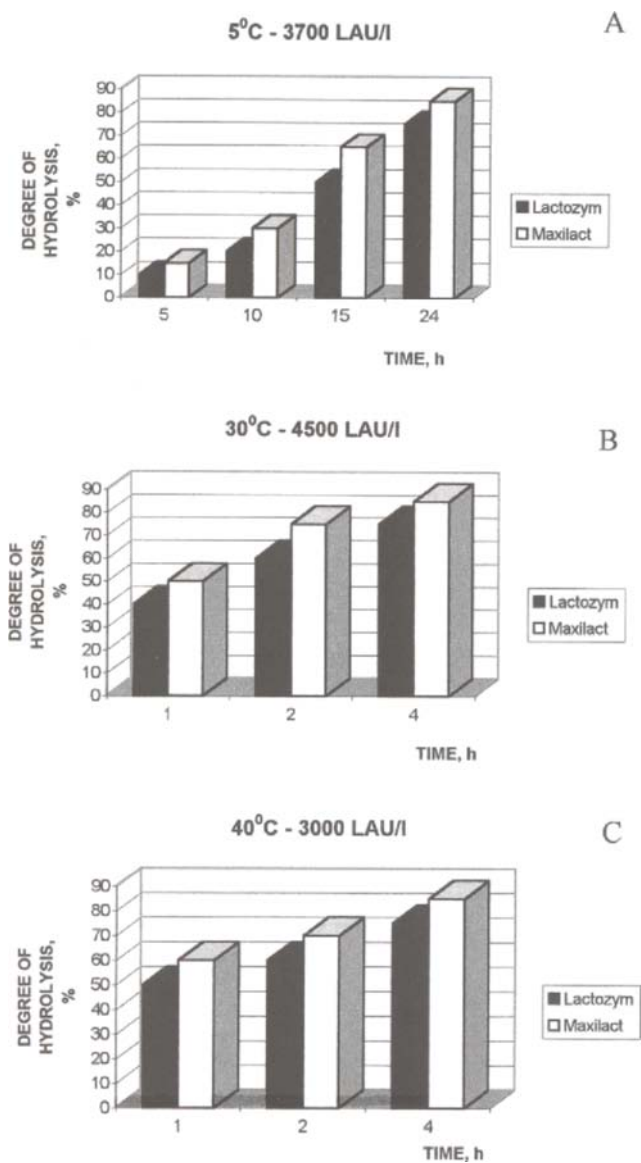 A
5⁰C - 3700 LAU/l
DEGREE OF
HYDROLYSIS,
%
90
80
70
60
50
40
30
20
10
0
5 10 15 24
TIME, h
Lactozym
Maxilact
B
30⁰C - 4500 LAU/l
DEGREE OF
HYDROLYSIS,
%
90
80
70
60
50
40
30
20
10
0
1 2 4
TIME, h
Lactozym
Maxilact
C
40⁰C - 3000 LAU/l
DEGREE OF
HYDROLYSIS,
%
90
80
70
60
50
40
30
20
10
0
1 2 4
TIME, h
Lactozym
Maxilact